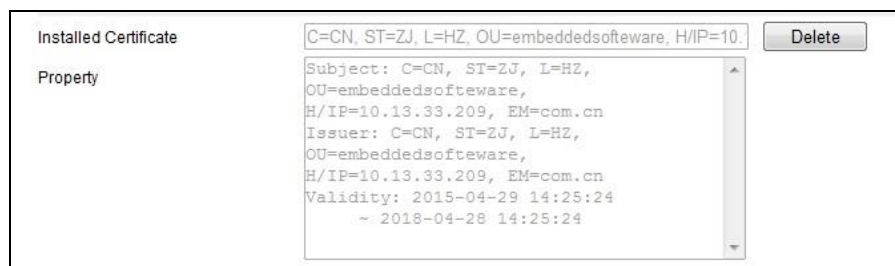 Installed Certificate
C=CN, ST=ZJ, L=HZ, OU=embeddedsofteware, H/IP=10.
Delete
Property
Subject: C=CN, ST=ZJ, L=HZ,
OU=embeddedsofteware,
H/IP=10.13.33.209, EM=com.cn
Issuer: C=CN, ST=ZJ, L=HZ,
OU=embeddedsofteware,
H/IP=10.13.33.209, EM=com.cn
Validity: 2015-04-29 14:25:24
~ 2018-04-28 14:25:24